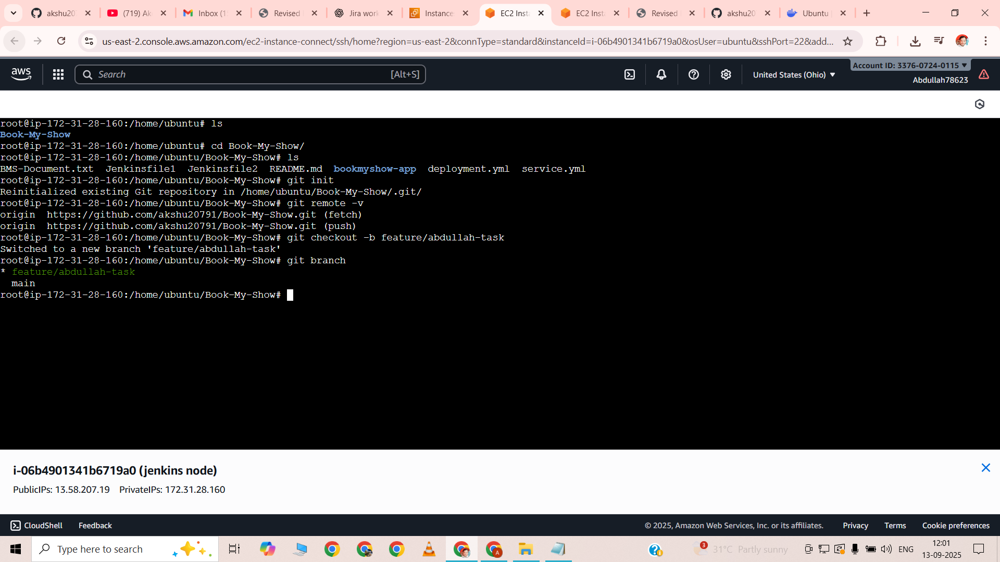 akshu20
(719) Ak
Inbox (1
Revised
Jira work
Instance
EC2 Inst
EC2 Inst
Revised
akshu20
Ubuntu
us-east-2.console.aws.amazon.com/ec2-instance-connect/ssh/home?region=us-east-2&connType=standard&instanceId=i-06b4901341b6719a0&osUser=ubuntu&sshPort=22&add...
aws
Search
[Alt+S]
United States (Ohio)
Account ID: 3376-0724-0115
Abdullah78623
root@ip-172-31-28-160:/home/ubuntu# ls
Book-My-Show
root@ip-172-31-28-160:/home/ubuntu# cd Book-My-Show/
root@ip-172-31-28-160:/home/ubuntu/Book-My-Show# ls
BMS-Document.txt  Jenkinsfile1  Jenkinsfile2  README.md  bookmyshow-app  deployment.yml  service.yml
root@ip-172-31-28-160:/home/ubuntu/Book-My-Show# git init
Reinitialized existing Git repository in /home/ubuntu/Book-My-Show/.git/
root@ip-172-31-28-160:/home/ubuntu/Book-My-Show# git remote -v
origin  https://github.com/akshu20791/Book-My-Show.git (fetch)
origin  https://github.com/akshu20791/Book-My-Show.git (push)
root@ip-172-31-28-160:/home/ubuntu/Book-My-Show# git checkout -b feature/abdullah-task
Switched to a new branch 'feature/abdullah-task'
root@ip-172-31-28-160:/home/ubuntu/Book-My-Show# git branch
* feature/abdullah-task
  main
root@ip-172-31-28-160:/home/ubuntu/Book-My-Show#
i-06b4901341b6719a0 (jenkins node)
PublicIPs: 13.58.207.19  PrivateIPs: 172.31.28.160
CloudShell
Feedback
© 2025, Amazon Web Services, Inc. or its affiliates.
Privacy
Terms
Cookie preferences
Type here to search
3
31°C Partly sunny
ENG
12:01
13-09-2025